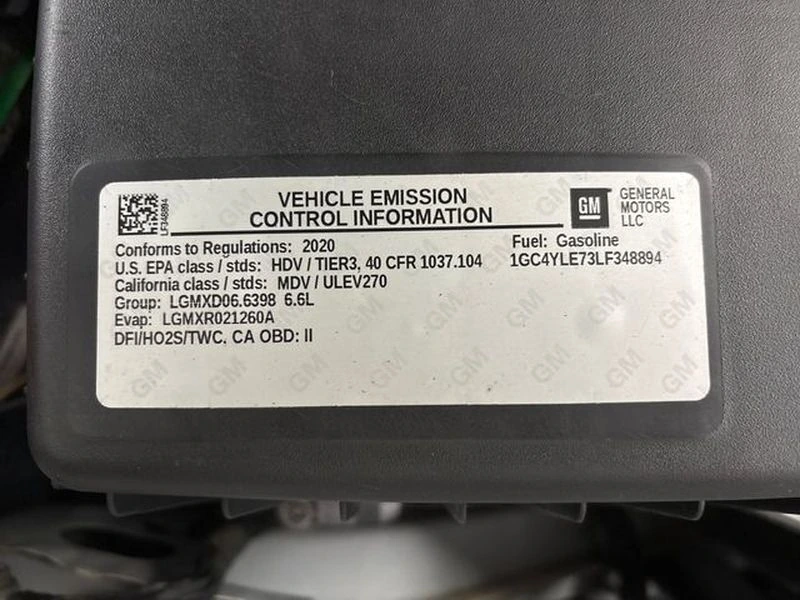 LF348894
VEHICLE EMISSION
CONTROL INFORMATION
GM
GENERAL
MOTORS
LLC
Conforms to Regulations: 2020
Fuel: Gasoline
U.S. EPA class / stds: HDV / TIER3, 40 CFR 1037.104
1GC4YLE73LF348894
California class / stds: MDV / ULEV270
Group: LGMXD06.6398 6.6L
Evap: LGMXR021260A
DFI/HO2S/TWC, CA OBD: II